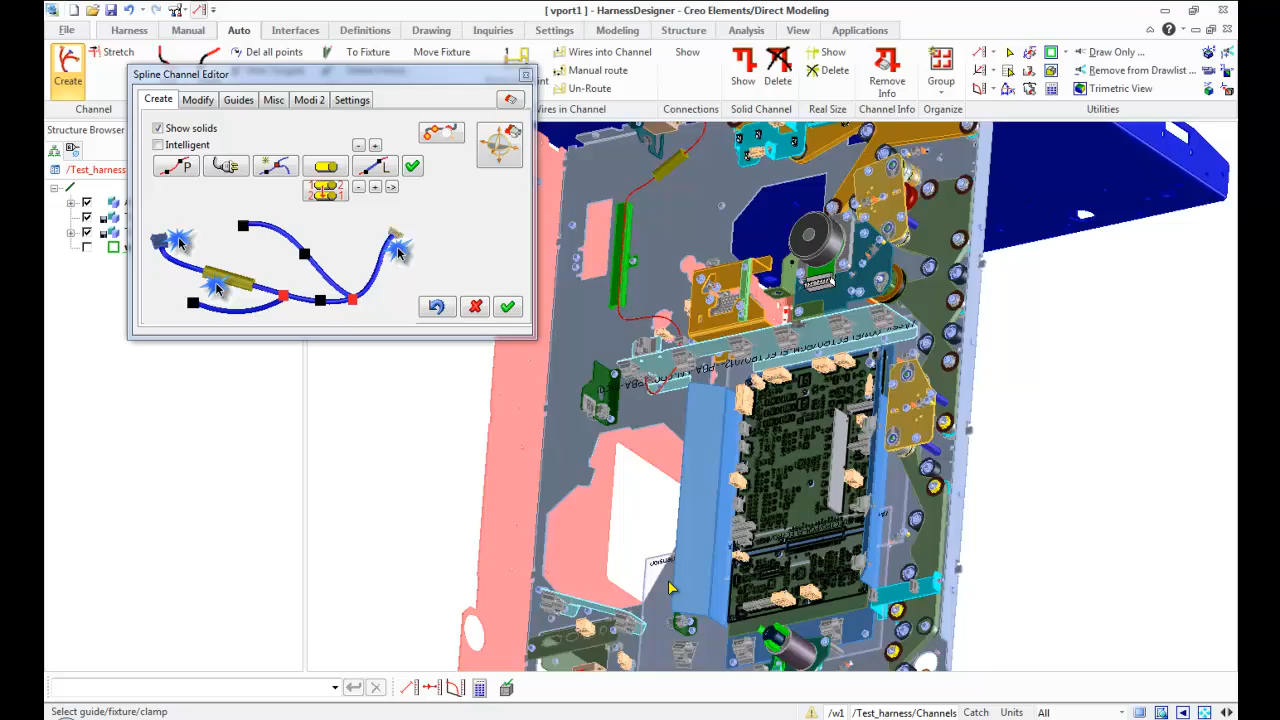 [ vport1 ] - HarnessDesigner - Creo Elements/Direct Modeling
File Harness Manual Auto Interfaces Definitions Drawing Inquiries Settings Modeling Structure Analysis View Applications
Stretch Del all points To Fixture Move Fixture Wires into Channel Show Show Draw Only ...
Create Manual route Show Delete Delete Remove Info Group Remove from Drawlist ...
Un-Route Trimetric View
Channel Wires in Channel Connections Solid Channel Real Size Channel Info Organize Utilities
Spline Channel Editor
Create Modify Guides Misc Modi 2 Settings
Show solids
Intelligent
Structure Browser
/Test_harness
Select guide/fixture/clamp
/w1 /Test_harness/Channels Catch Units All